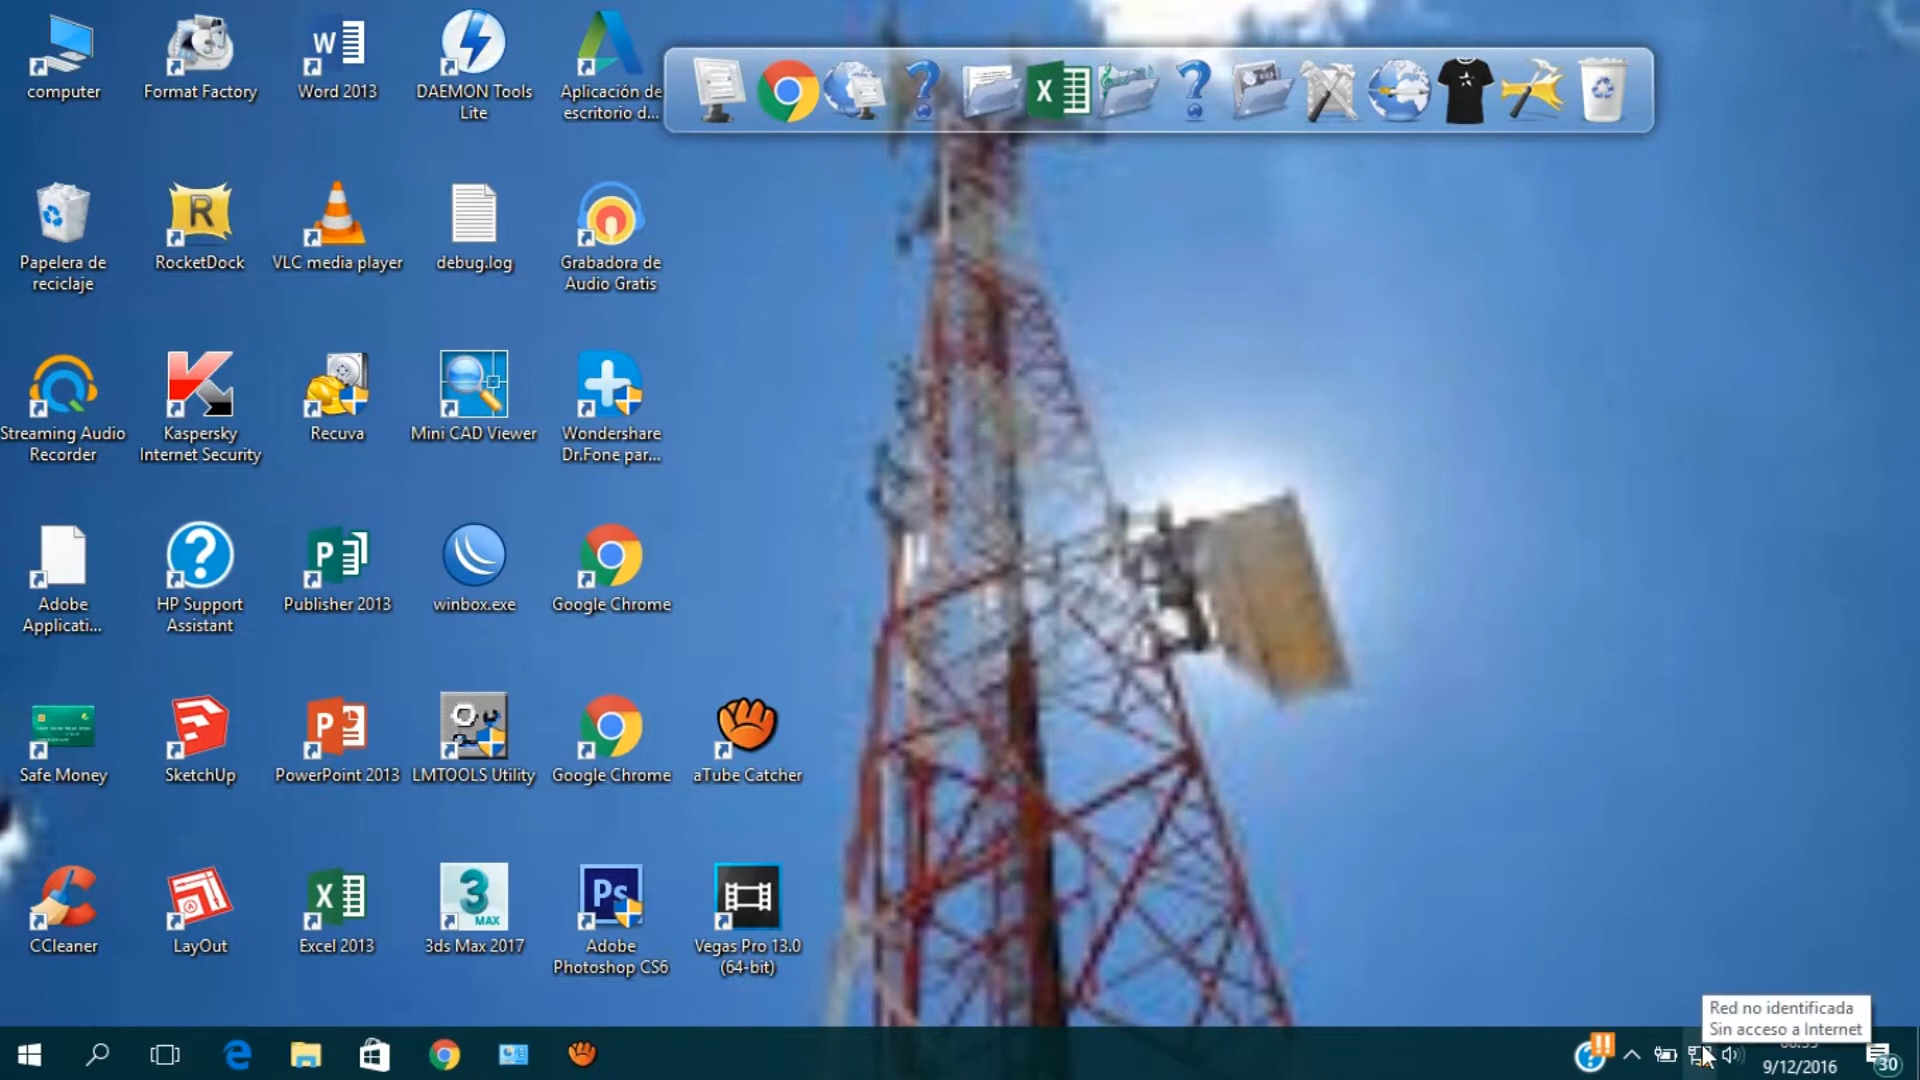 computer
Format Factory
Word 2013
DAEMON Tools
Lite
Aplicación de
escritorio d...
Papelera de
reciclaje
RocketDock
VLC media player
debug.log
Grabadora de
Audio Gratis
Streaming Audio
Recorder
Kaspersky
Internet Security
Recuva
Mini CAD Viewer
Wondershare
Dr.Fone par...
Adobe
Applicati...
HP Support
Assistant
Publisher 2013
winbox.exe
Google Chrome
Safe Money
SketchUp
PowerPoint 2013
LMTOOLS Utility
Google Chrome
aTube Catcher
CCleaner
LayOut
Excel 2013
3ds Max 2017
Adobe
Photoshop CS6
Vegas Pro 13.0
(64-bit)
Red no identificada
Sin acceso a Internet
9/12/2016
30